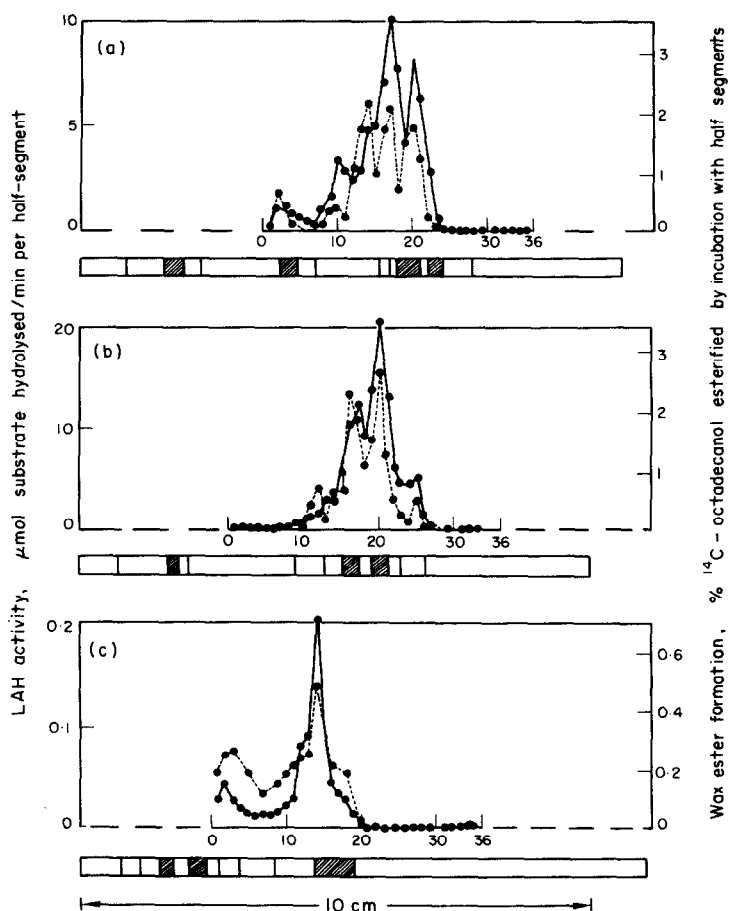 LAH activity, μmol substrate hydrolysed/min per half-segment
Wax ester formation, % ¹⁴C - octadecanol esterified by incubation with half segments
(a)
10
5
0
3
2
1
0
0 10 20 30 36
(b)
20
10
0
3
2
1
0 10 20 30 36
(c)
0·2
0·1
0
0·6
0·4
0·2
0
0 10 20 30 36
10 cm